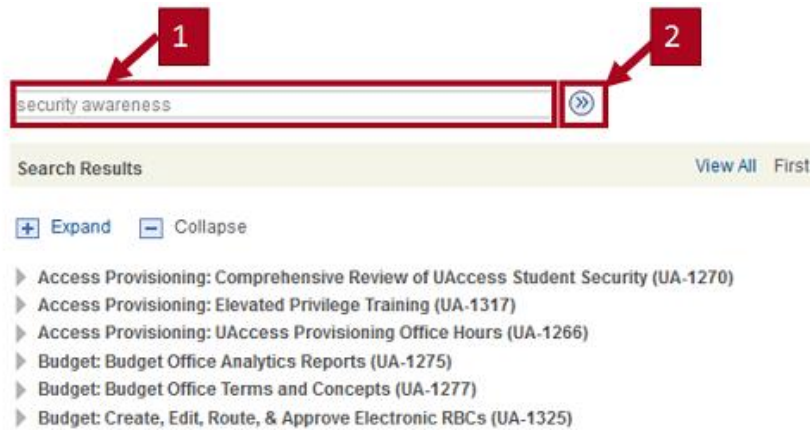 1
2
security awareness
Search Results View All First
Expand Collapse
Access Provisioning: Comprehensive Review of UAccess Student Security (UA-1270)
Access Provisioning: Elevated Privilege Training (UA-1317)
Access Provisioning: UAccess Provisioning Office Hours (UA-1266)
Budget: Budget Office Analytics Reports (UA-1275)
Budget: Budget Office Terms and Concepts (UA-1277)
Budget: Create, Edit, Route, & Approve Electronic RBCs (UA-1325)